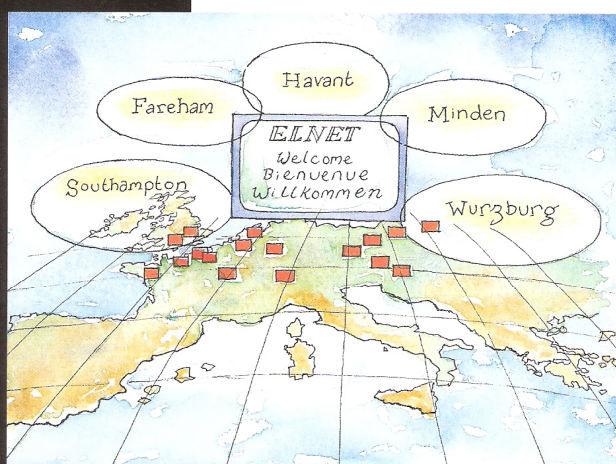 Havant
Fareham
Minden
ELNET
Welcome
Bienvenue
Willkommen
Southampton
Wurzburg